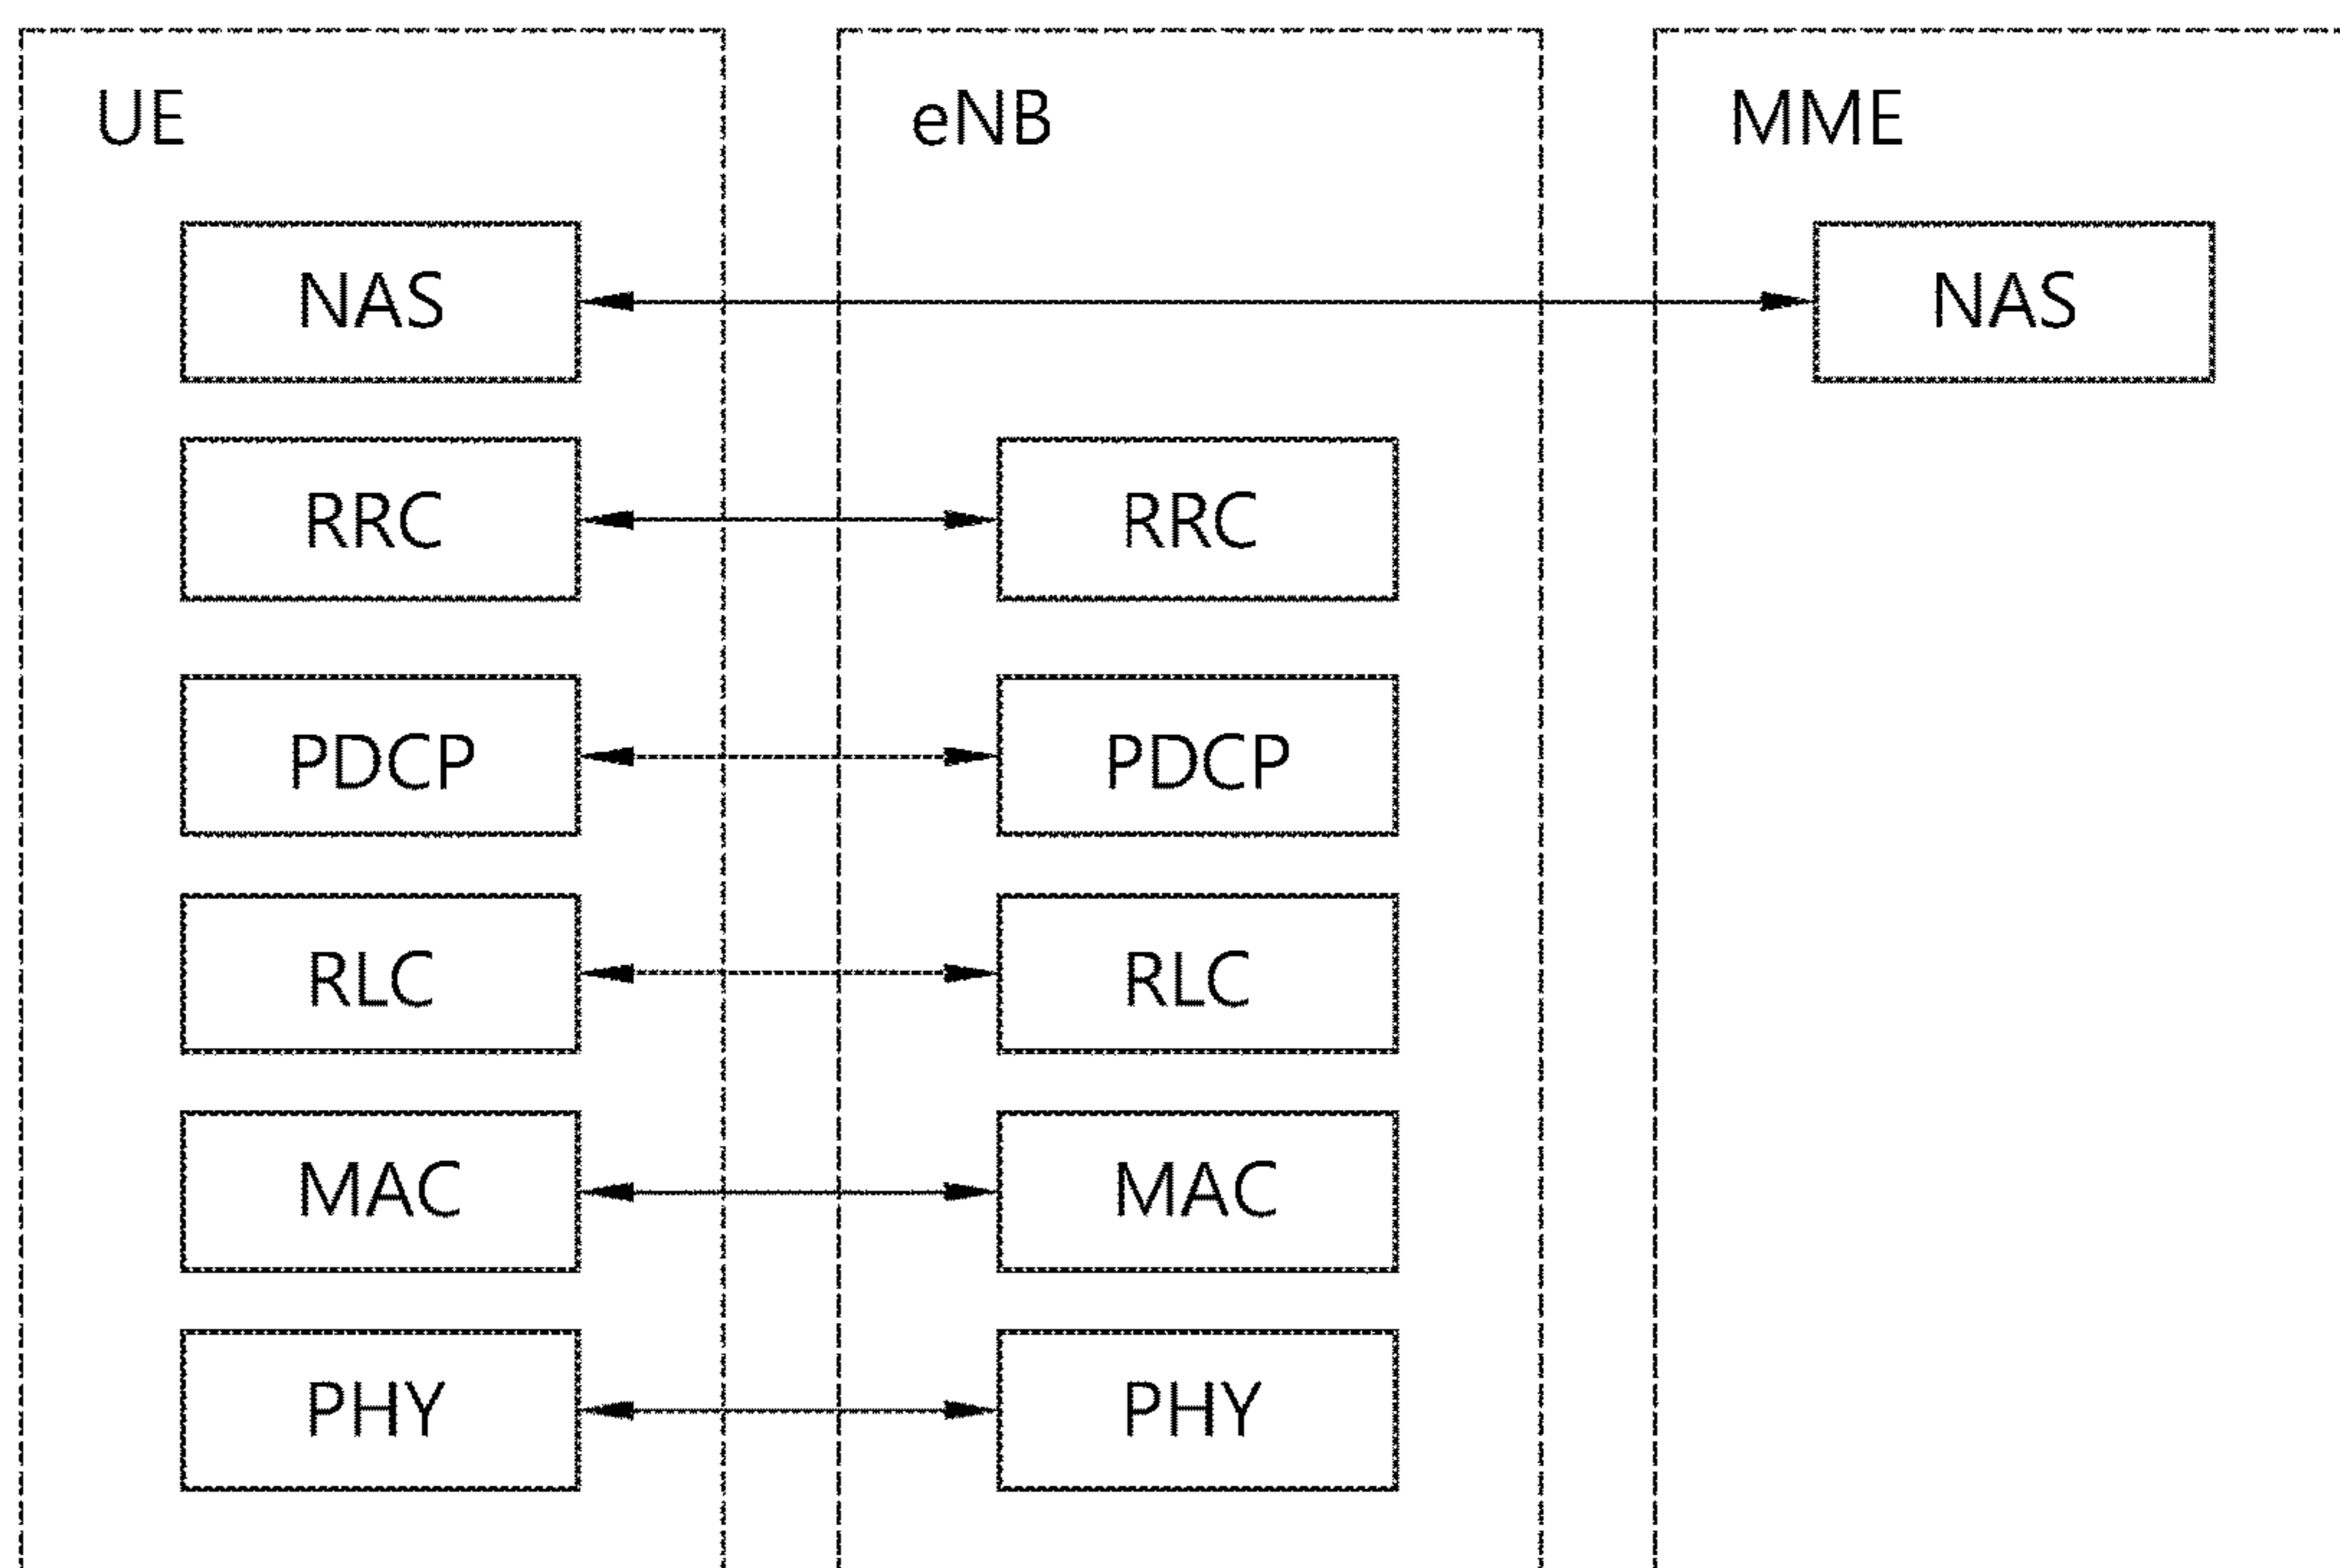 UE
eNB
MME
NAS
NAS
RRC
RRC
PDCP
PDCP
RLC
RLC
MAC
MAC
PHY
PHY